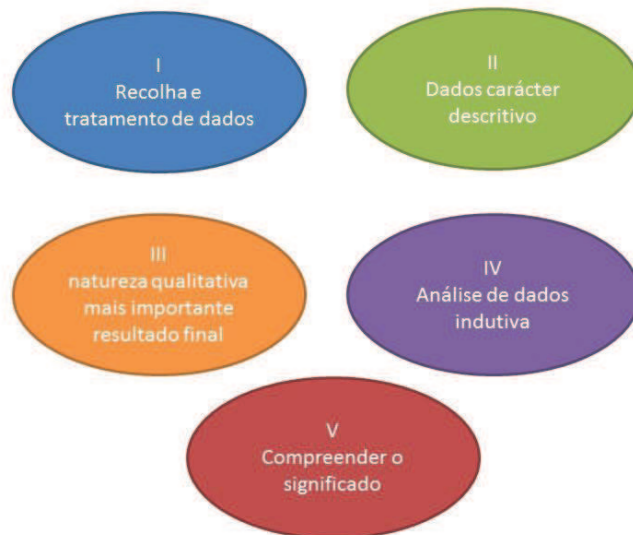 I
Recolha e
tratamento de dados
II
Dados carácter
descritivo
III
natureza qualitativa
mais importante
resultado final
IV
Análise de dados
indutiva
V
Compreender o
significado